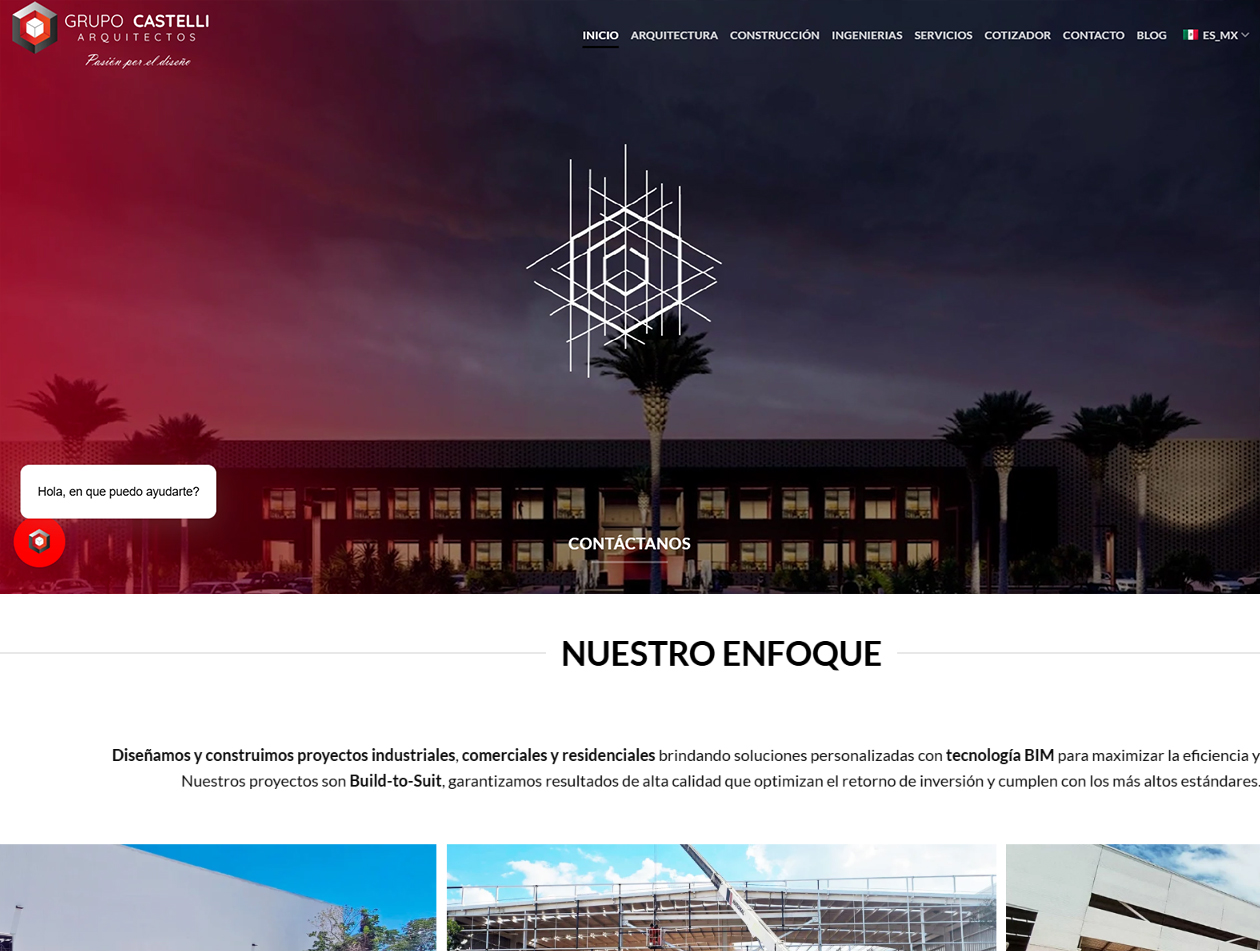 GRUPO CASTELLI
ARQUITECTOS
Pasión por el diseño
INICIO ARQUITECTURA CONSTRUCCIÓN INGENIERIAS SERVICIOS COTIZADOR CONTACTO BLOG ES_MX
Hola, en que puedo ayudarte?
CONTÁCTANOS
NUESTRO ENFOQUE
Diseñamos y construimos proyectos industriales, comerciales y residenciales brindando soluciones personalizadas con tecnología BIM para maximizar la eficiencia y
Nuestros proyectos son Build-to-Suit, garantizamos resultados de alta calidad que optimizan el retorno de inversión y cumplen con los más altos estándares.